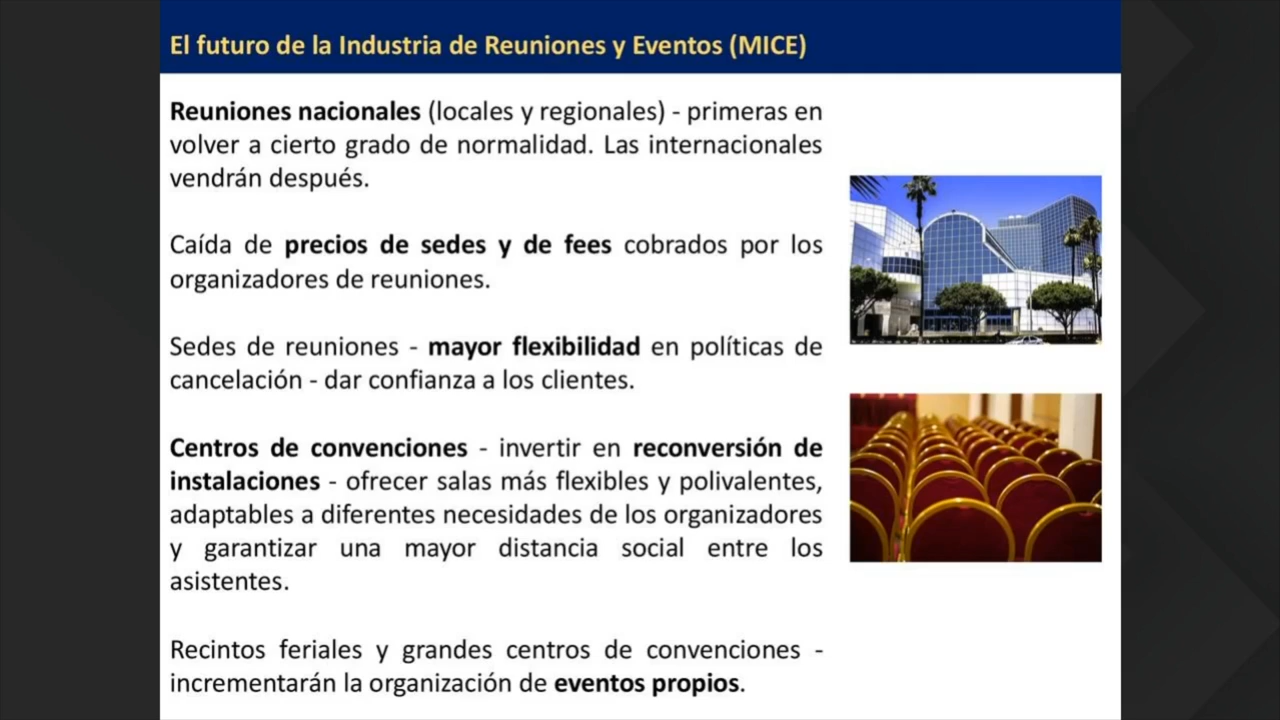 El futuro de la Industria de Reuniones y Eventos (MICE)
Reuniones nacionales (locales y regionales) - primeras en
volver a cierto grado de normalidad. Las internacionales
vendrán después.
Caída de precios de sedes y de fees cobrados por los
organizadores de reuniones.
Sedes de reuniones - mayor flexibilidad en políticas de
cancelación - dar confianza a los clientes.
Centros de convenciones - invertir en reconversión de
instalaciones - ofrecer salas más flexibles y polivalentes,
adaptables a diferentes necesidades de los organizadores
y garantizar una mayor distancia social entre los
asistentes.
Recintos feriales y grandes centros de convenciones -
incrementarán la organización de eventos propios.